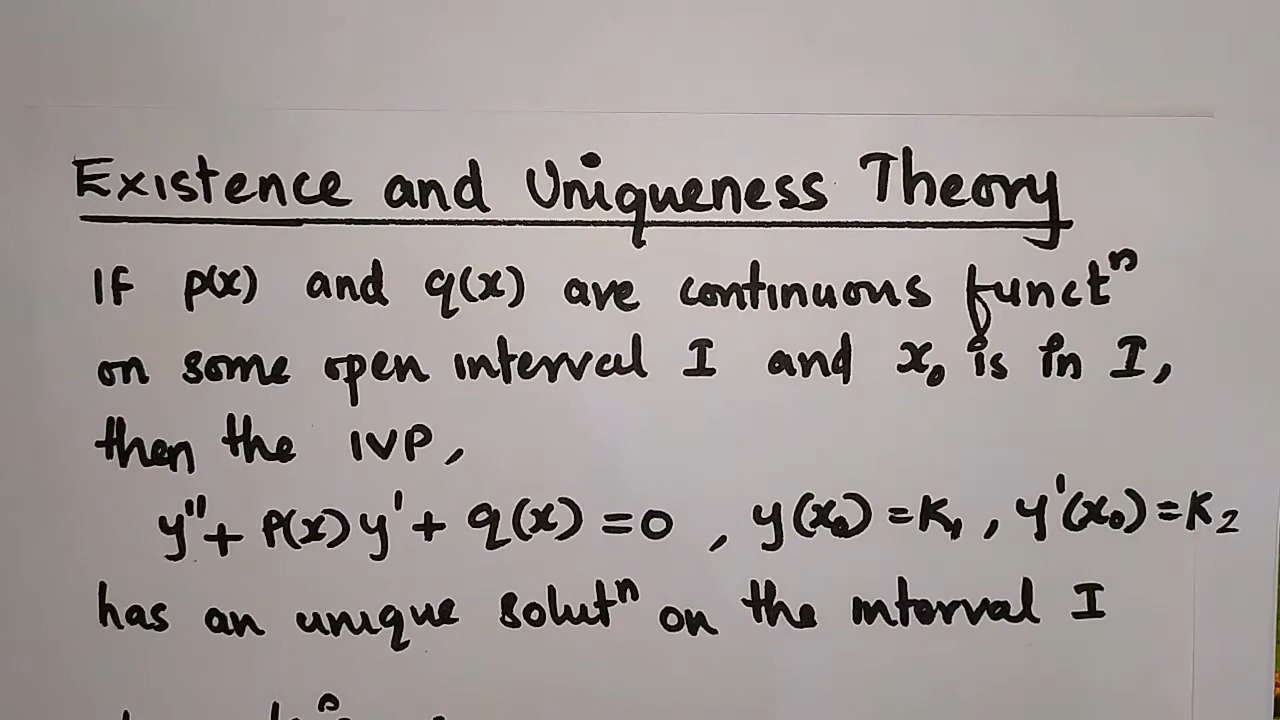 Existence and Uniqueness Theory
If p(x) and q(x) are continuous functⁿ
on some open interval I and x₀ is in I,
then the IVP,
y''+ P(x)y'+ q(x) =0 , y(x₀) =K₁, y'(x₀)=K₂
has an unique solutⁿ on the interval I